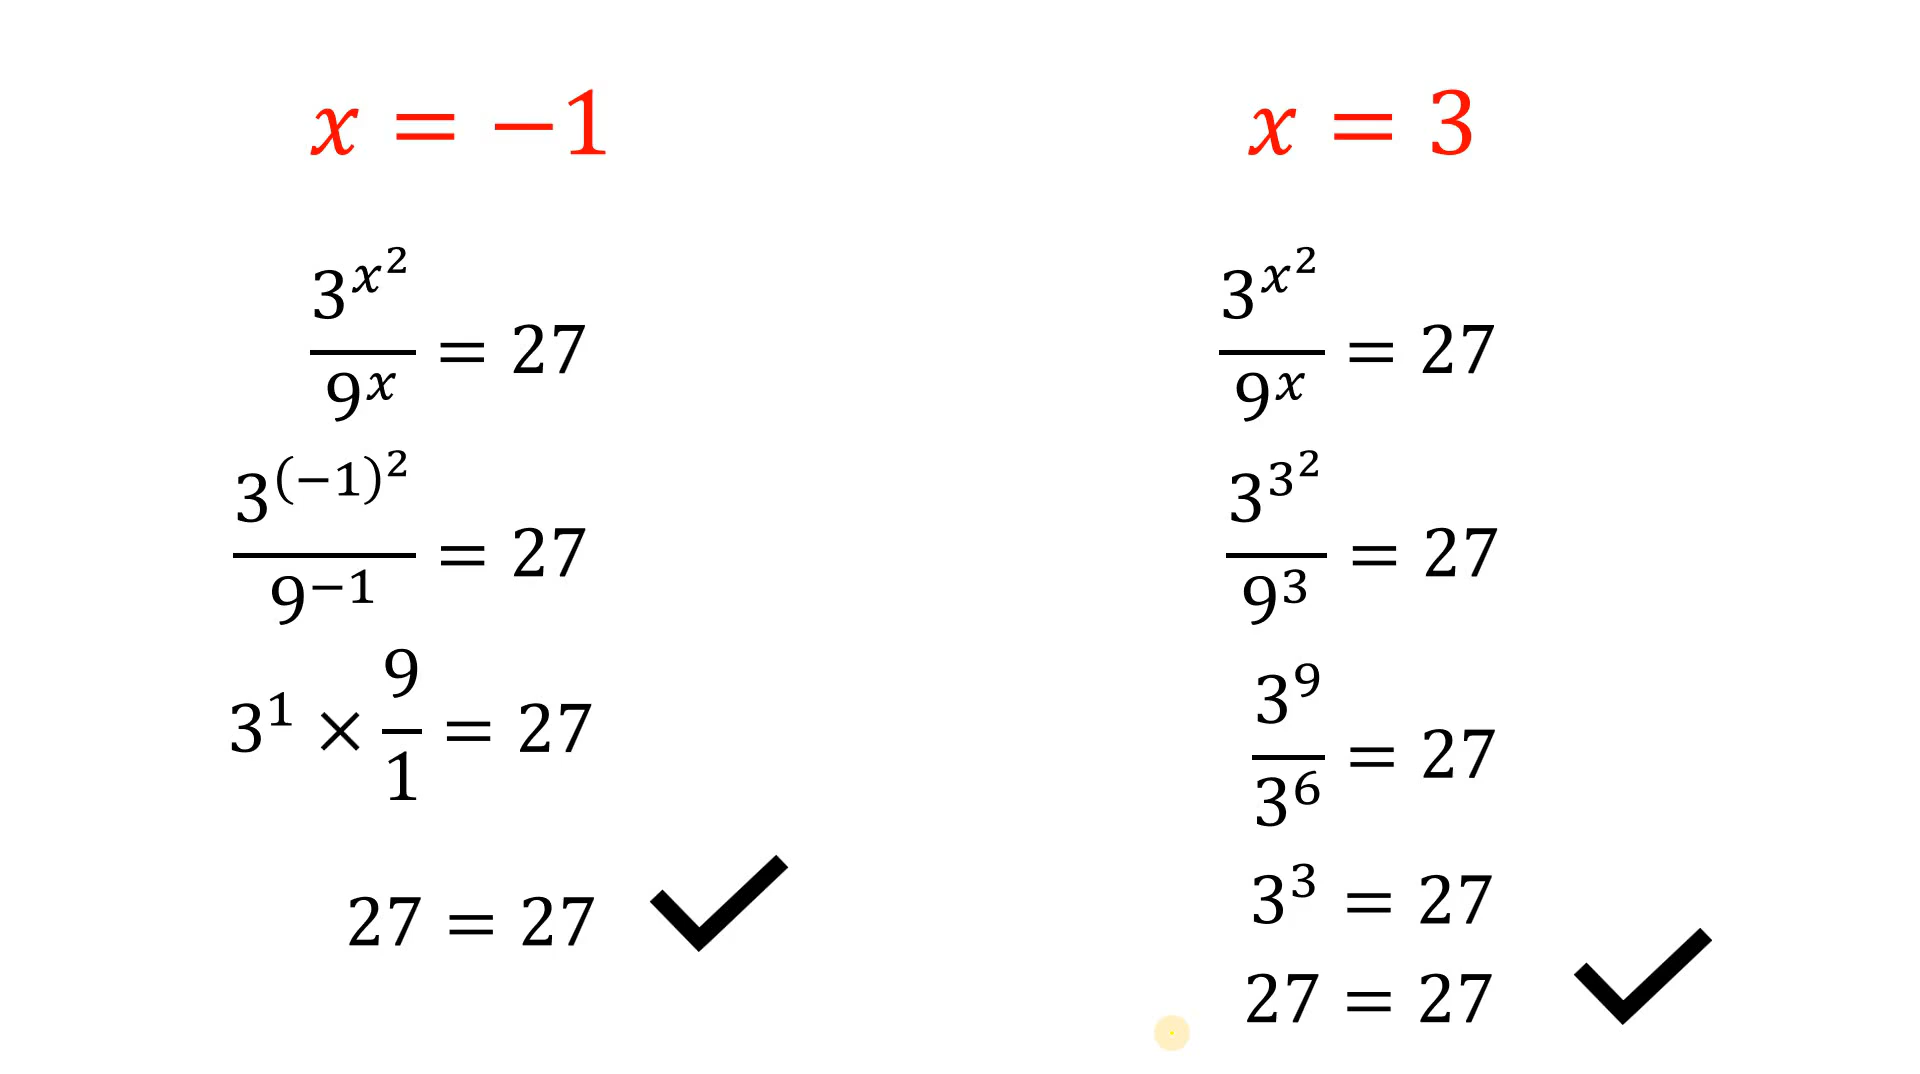 x = −1
3^{x^2} / 9^x = 27
3^{(−1)^2} / 9^{−1} = 27
3^1 × 9/1 = 27
27 = 27
x = 3
3^{x^2} / 9^x = 27
3^{3^2} / 9^3 = 27
3^9 / 3^6 = 27
3^3 = 27
27 = 27